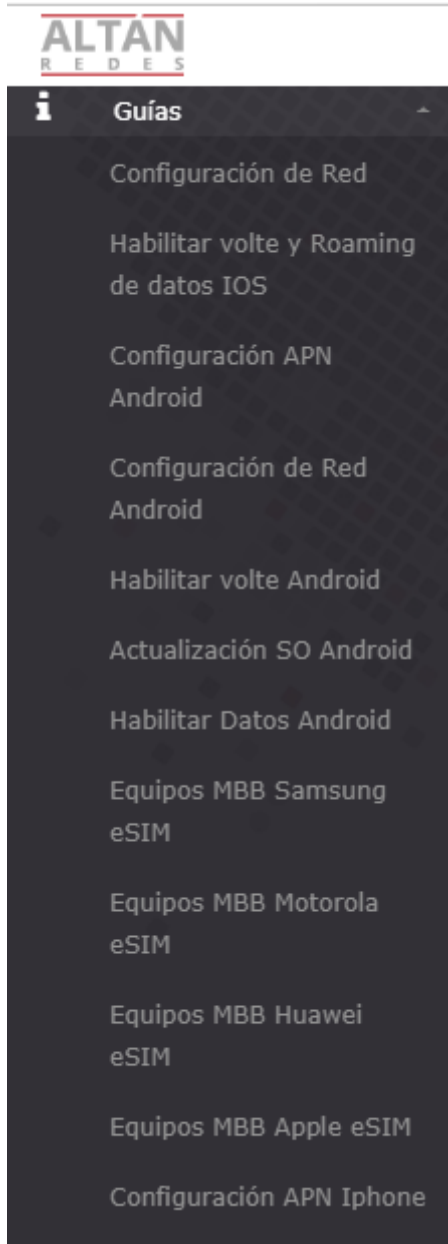 ALTÁN
REDES
Guías
Configuración de Red
Habilitar volte y Roaming
de datos IOS
Configuración APN
Android
Configuración de Red
Android
Habilitar volte Android
Actualización SO Android
Habilitar Datos Android
Equipos MBB Samsung
eSIM
Equipos MBB Motorola
eSIM
Equipos MBB Huawei
eSIM
Equipos MBB Apple eSIM
Configuración APN Iphone